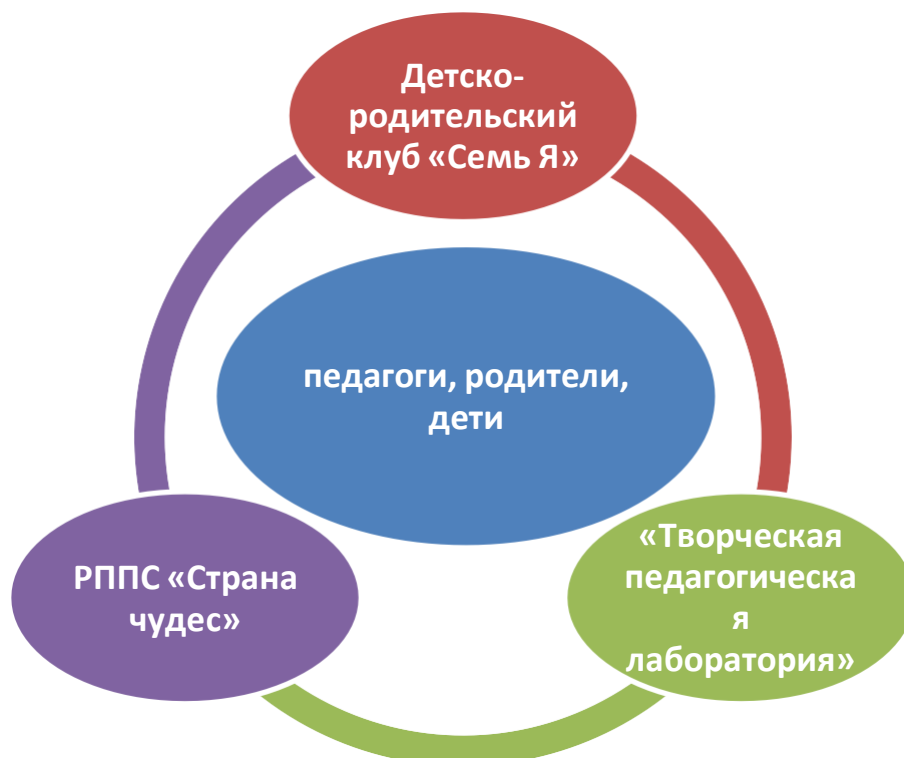 Детско-
родительский
клуб «Семь Я»
педагоги, родители,
дети
РППС «Страна
чудес»
«Творческая
педагогическа
я
лаборатория»